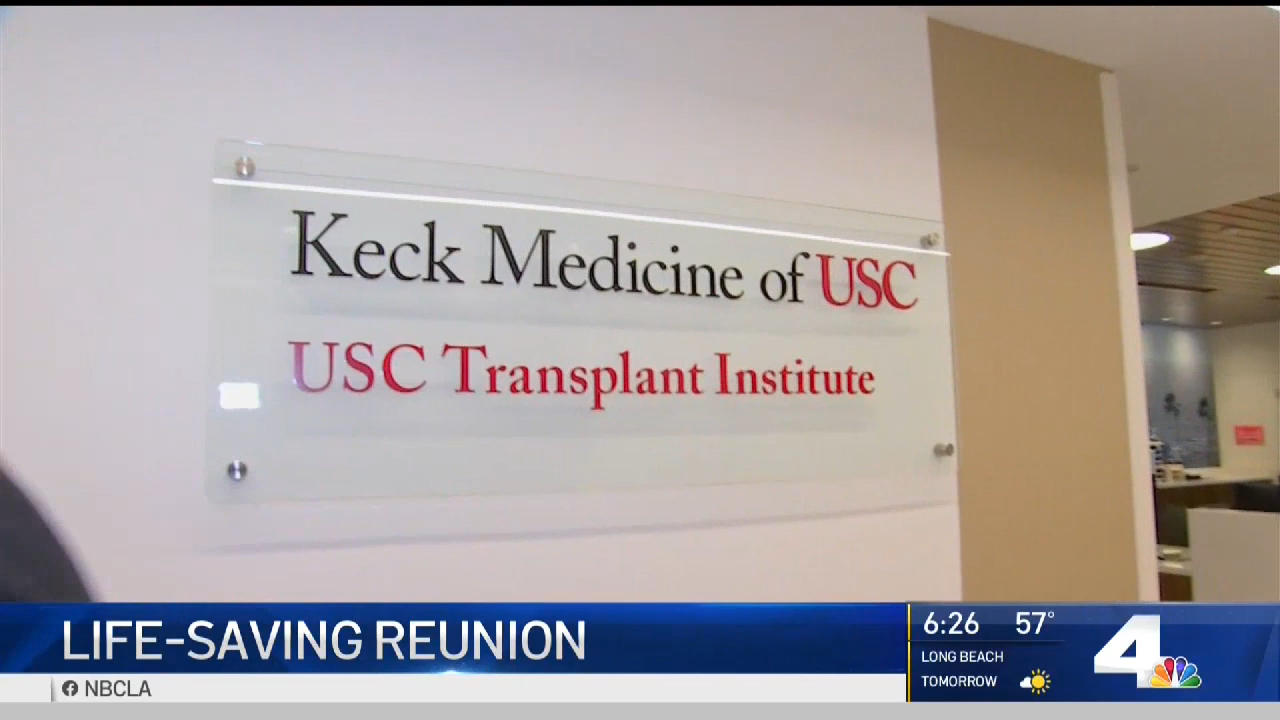 Keck Medicine of USC
USC Transplant Institute
LIFE-SAVING REUNION
NBCLA
6:26 57°
LONG BEACH
TOMORROW
4